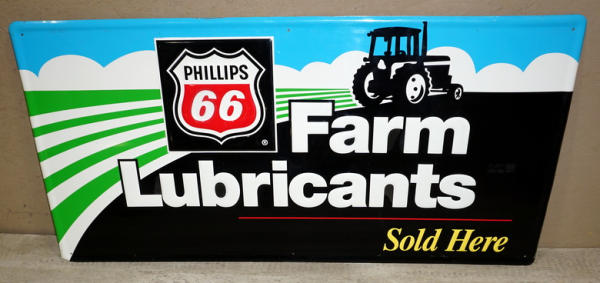 PHILLIPS
66
®
Farm
Lubricants
Sold Here